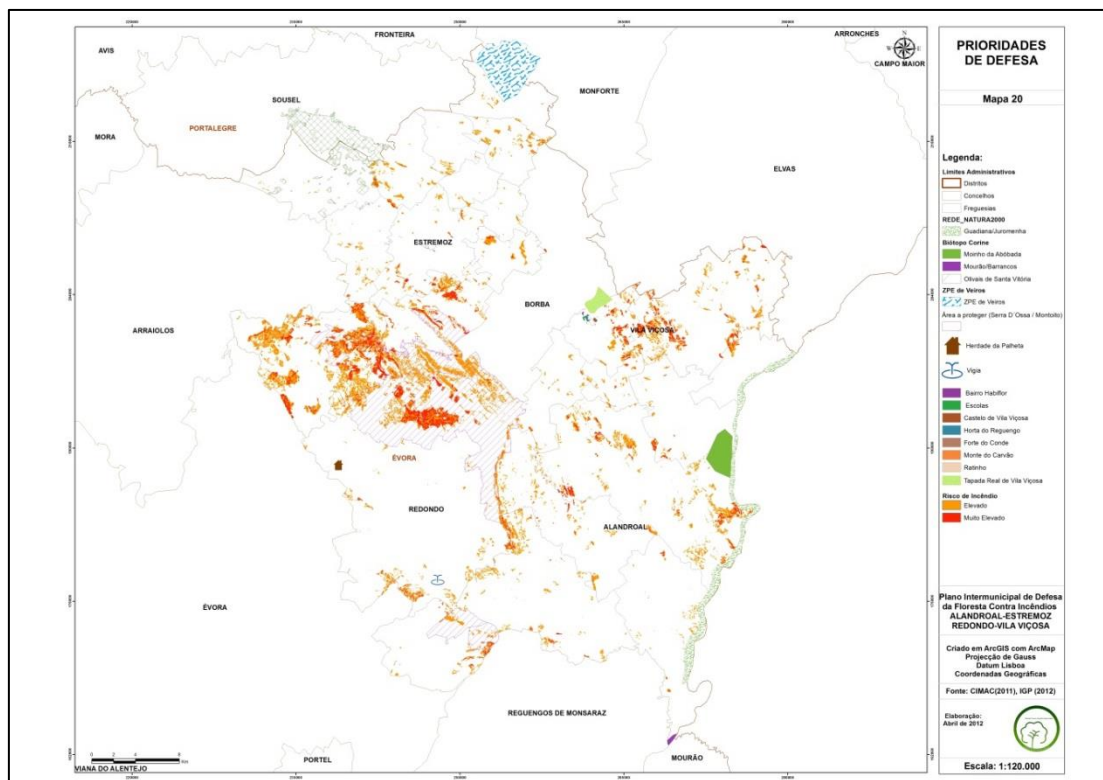 FRONTEIRA
ARRONCHES
AVIS
N
W
E
S
CAMPO MAIOR
MONFORTE
SOUSEL
PORTALEGRE
MORA
ELVAS
ESTREMOZ
BORBA
ARRAIOLOS
VILA VIÇOSA
ÉVORA
REDONDO
ALANDROAL
ÉVORA
REGUENGOS DE MONSARAZ
PORTEL
MOURÃO
0 2 4 8
Km
VIANA DO ALENTEJO
PRIORIDADES
DE DEFESA
Mapa 20
Legenda:
Limites Administrativos
Distritos
Concelhos
Freguesias
REDE_NATURA2000
Guadiana/Juromenha
Biótopo Corine
Moinho da Abóbada
Mourão/Barrancos
Olivais de Santa Vitória
ZPE de Veiros
ZPE de Veiros
Área a proteger (Serra D`Ossa / Montoito)
Herdade da Palheta
Vigia
Bairro Habiflor
Escolas
Castelo de Vila Viçosa
Horta do Reguengo
Forte do Conde
Monte do Carvão
Ratinho
Tapada Real de Vila Viçosa
Risco de Incêndio
Elevado
Muito Elevado
Plano Intermunicipal de Defesa
da Floresta Contra Incêndios
ALANDROAL-ESTREMOZ
REDONDO-VILA VIÇOSA
Criado em ArcGIS com ArcMap
Projecção de Gauss
Datum Lisboa
Coordenadas Geográficas
Fonte: CIMAC(2011), IGP (2012)
Elaboração:
Abril de 2012
Escala: 1:120.000